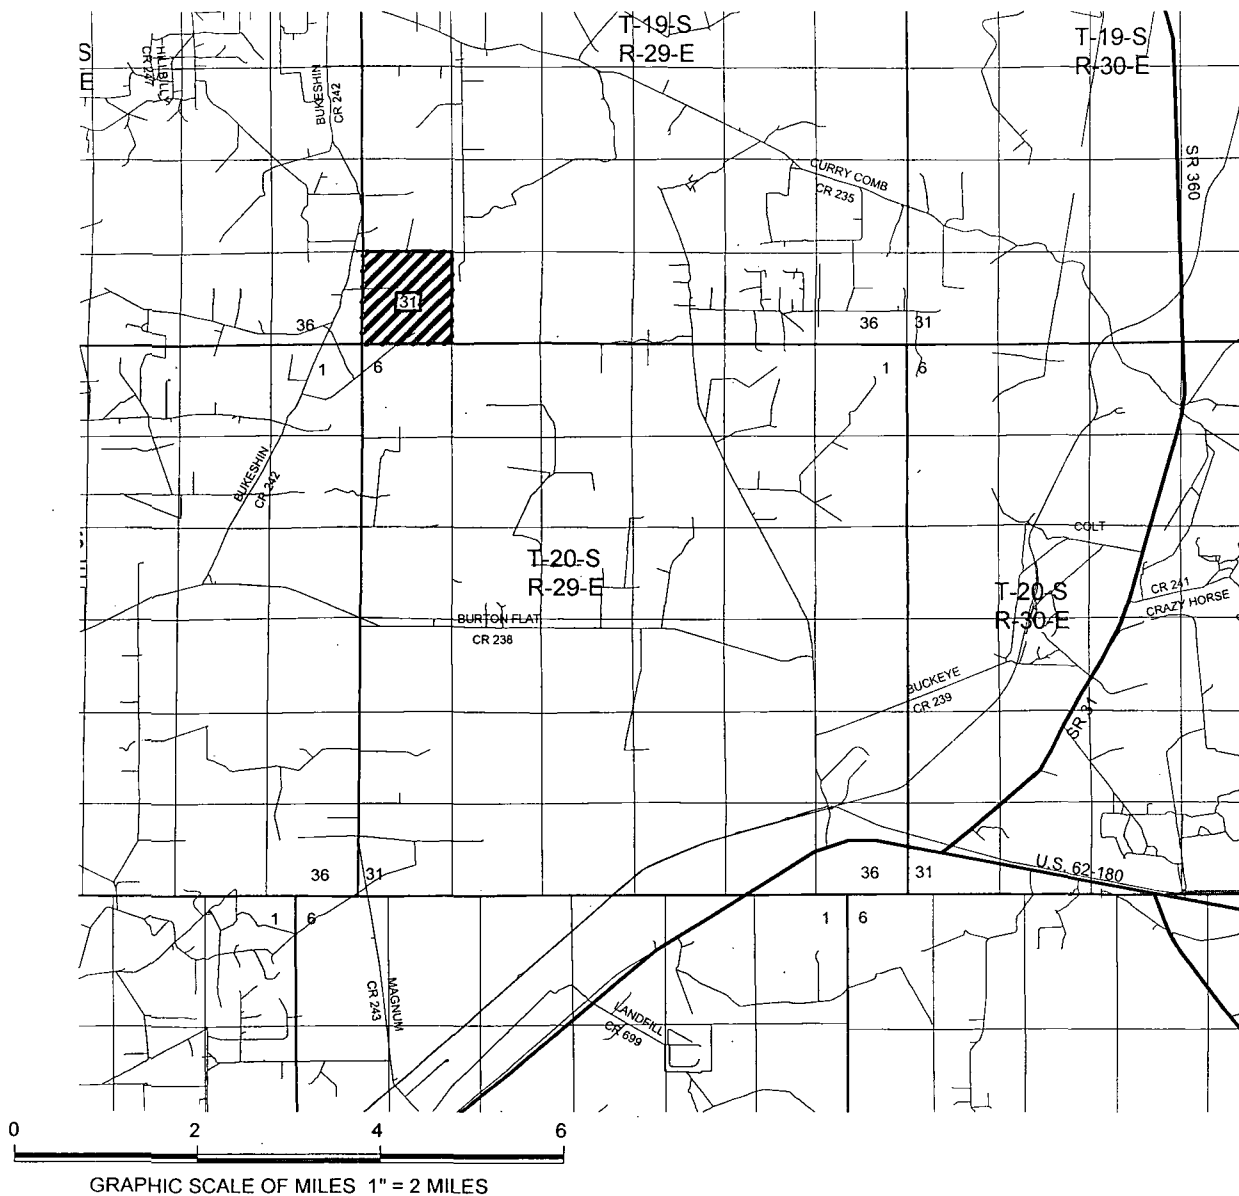 T-19-S
R-29-E
T-19-S
R-30-E
S
E
HILLBILLY
CR 247
BUKESHIN
CR 242
SR 360
CURRY COMB
CR 235
31
36
36
31
1
6
1
6
BUKESHIN
CR 242
COLT
T-20-S
R-29-E
T-20-S
R-30-E
CR 241
CRAZY HORSE
BURTON FLAT
CR 238
BUCKEYE
CR 239
SR 31
36
31
36
31
U.S. 62-180
1
6
1
6
MAGNUM
CR 243
LANDFILL
CR 699
0 2 4 6
GRAPHIC SCALE OF MILES 1" = 2 MILES